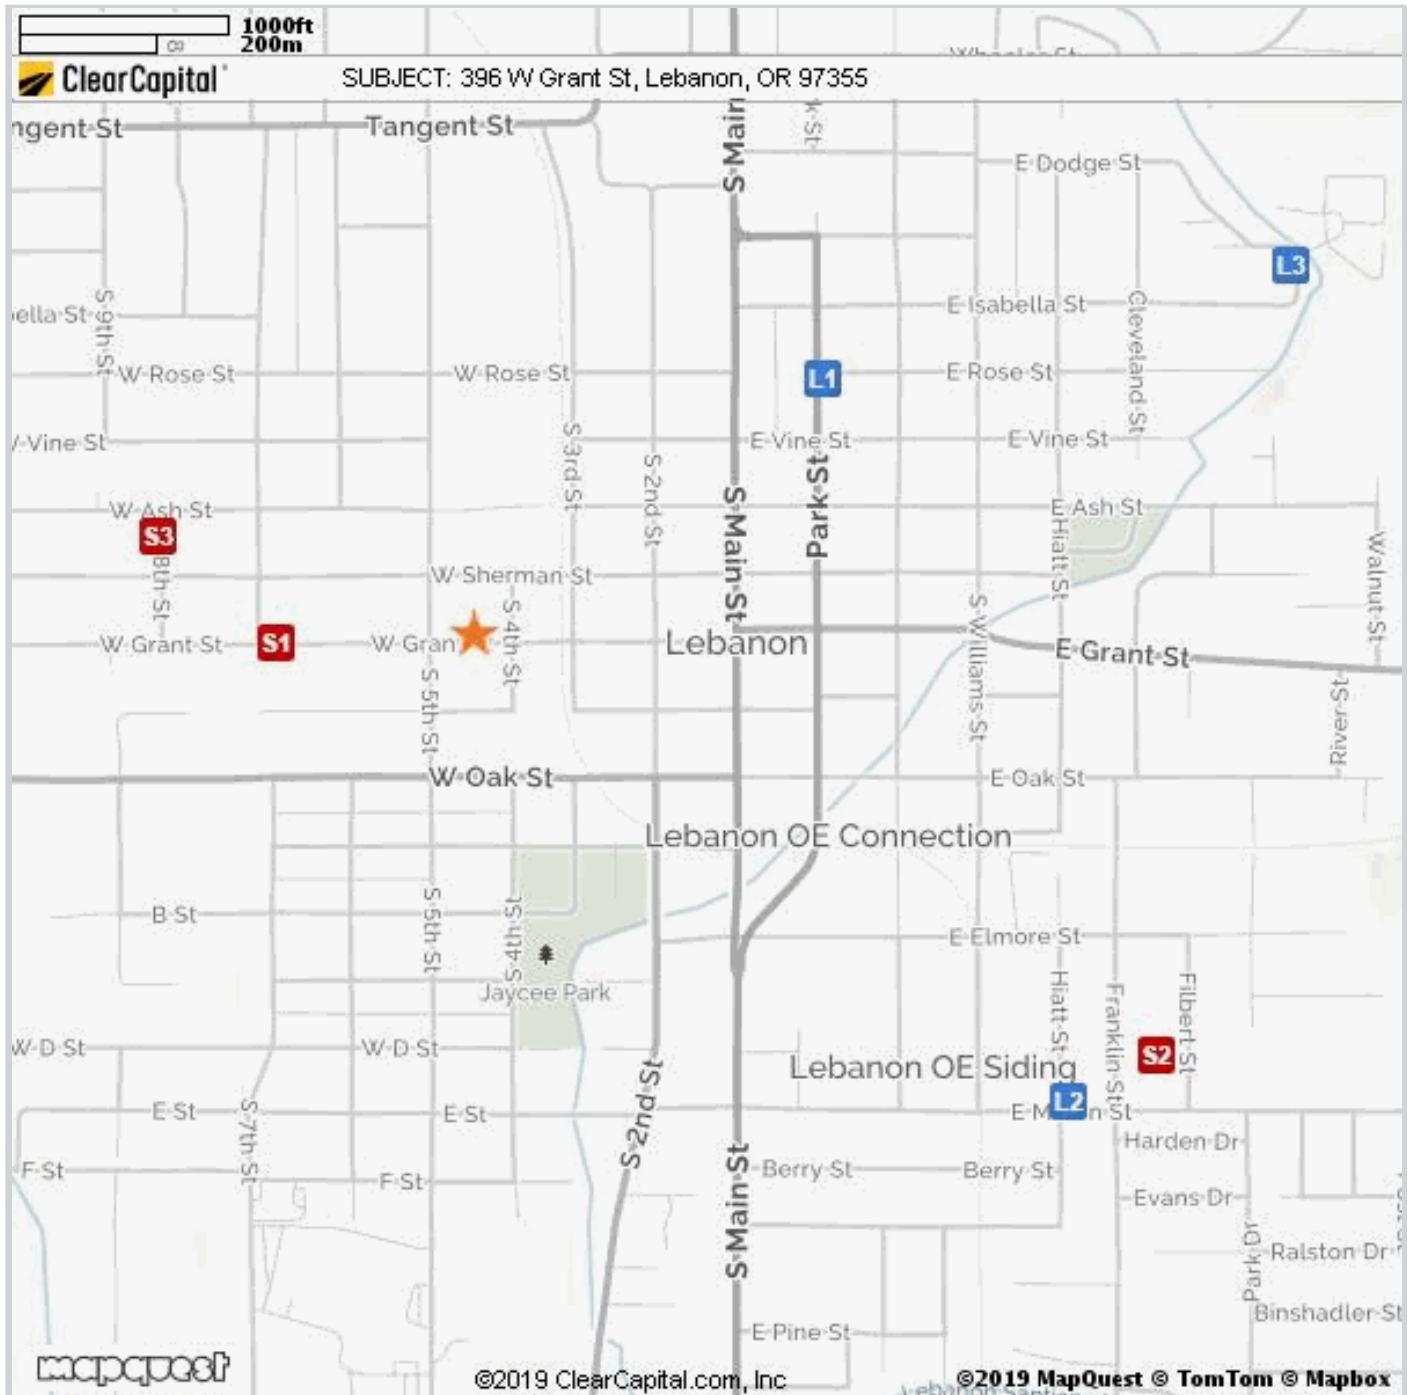 1000ft
200m
ClearCapital
SUBJECT: 396 W Grant St, Lebanon, OR 97355
Tangent St
S Main
E Dodge St
L3
S 9th St
E Isabella St
Cleveland St
W Rose St
W Rose St
L1
E Rose St
E Vine St
E Vine St
S 3rd St
S 2nd St
S Main St
Park St
W Ash St
E Ash St
S3
8th St
W Sherman St
Hiatt St
Walnut St
S 4th St
S Williams St
W Grant St
S1
Lebanon
E Grant St
S 5th St
River St
W Oak St
E Oak St
Lebanon OE Connection
B St
S 5th St
S 4th St
E Elmore St
Jaycee Park
Hiatt St
Franklin St
Filbert St
W D St
W D St
S2
Lebanon OE Siding
L2
E St
E St
S 7th St
S 2nd St
Harden Dr
F St
F St
S Main St
Berry St
Berry St
Evans Dr
Park Dr
Ralston Dr
Binshadler St
E Pine St
mapquest
©2019 ClearCapital.com, Inc
©2019 MapQuest © TomTom © Mapbox